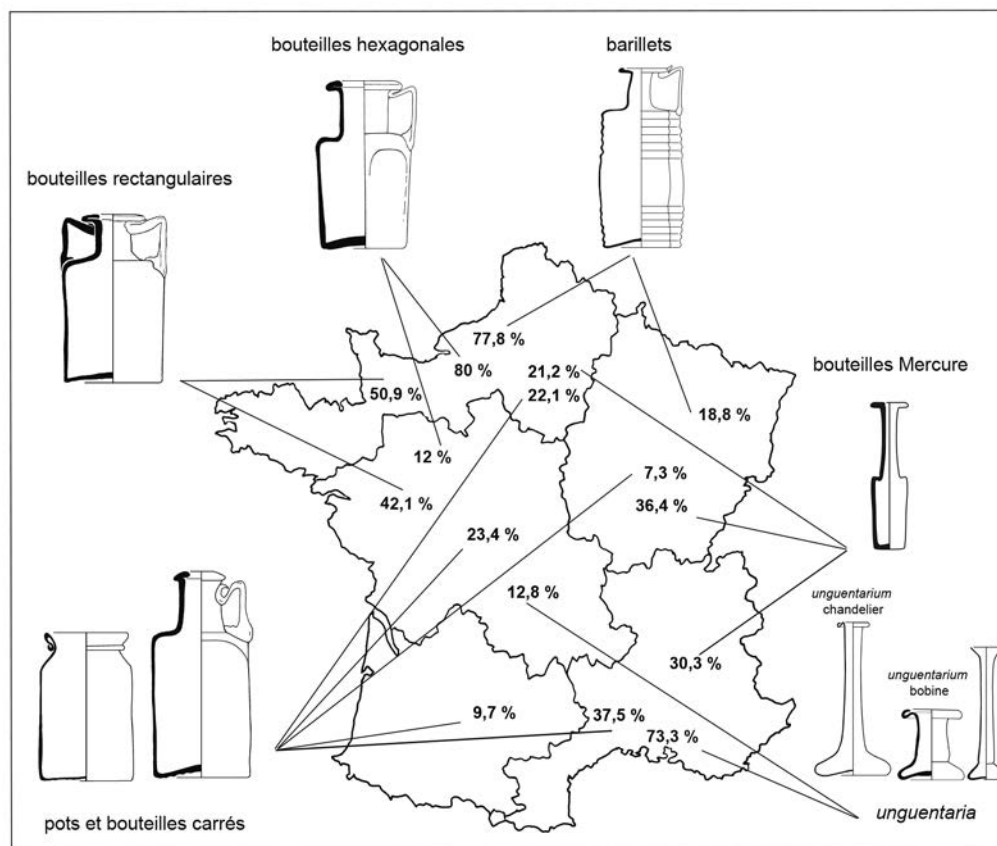 bouteilles hexagonales
barillets
bouteilles rectangulaires
77,8 %
bouteilles Mercure
80 %
21,2 %
50,9 %
22,1 %
18,8 %
12 %
7,3 %
42,1 %
36,4 %
23,4 %
unguentarium
chandelier
12,8 %
30,3 %
unguentarium
bobine
9,7 %
37,5 %
73,3 %
pots et bouteilles carrés
unguentaria